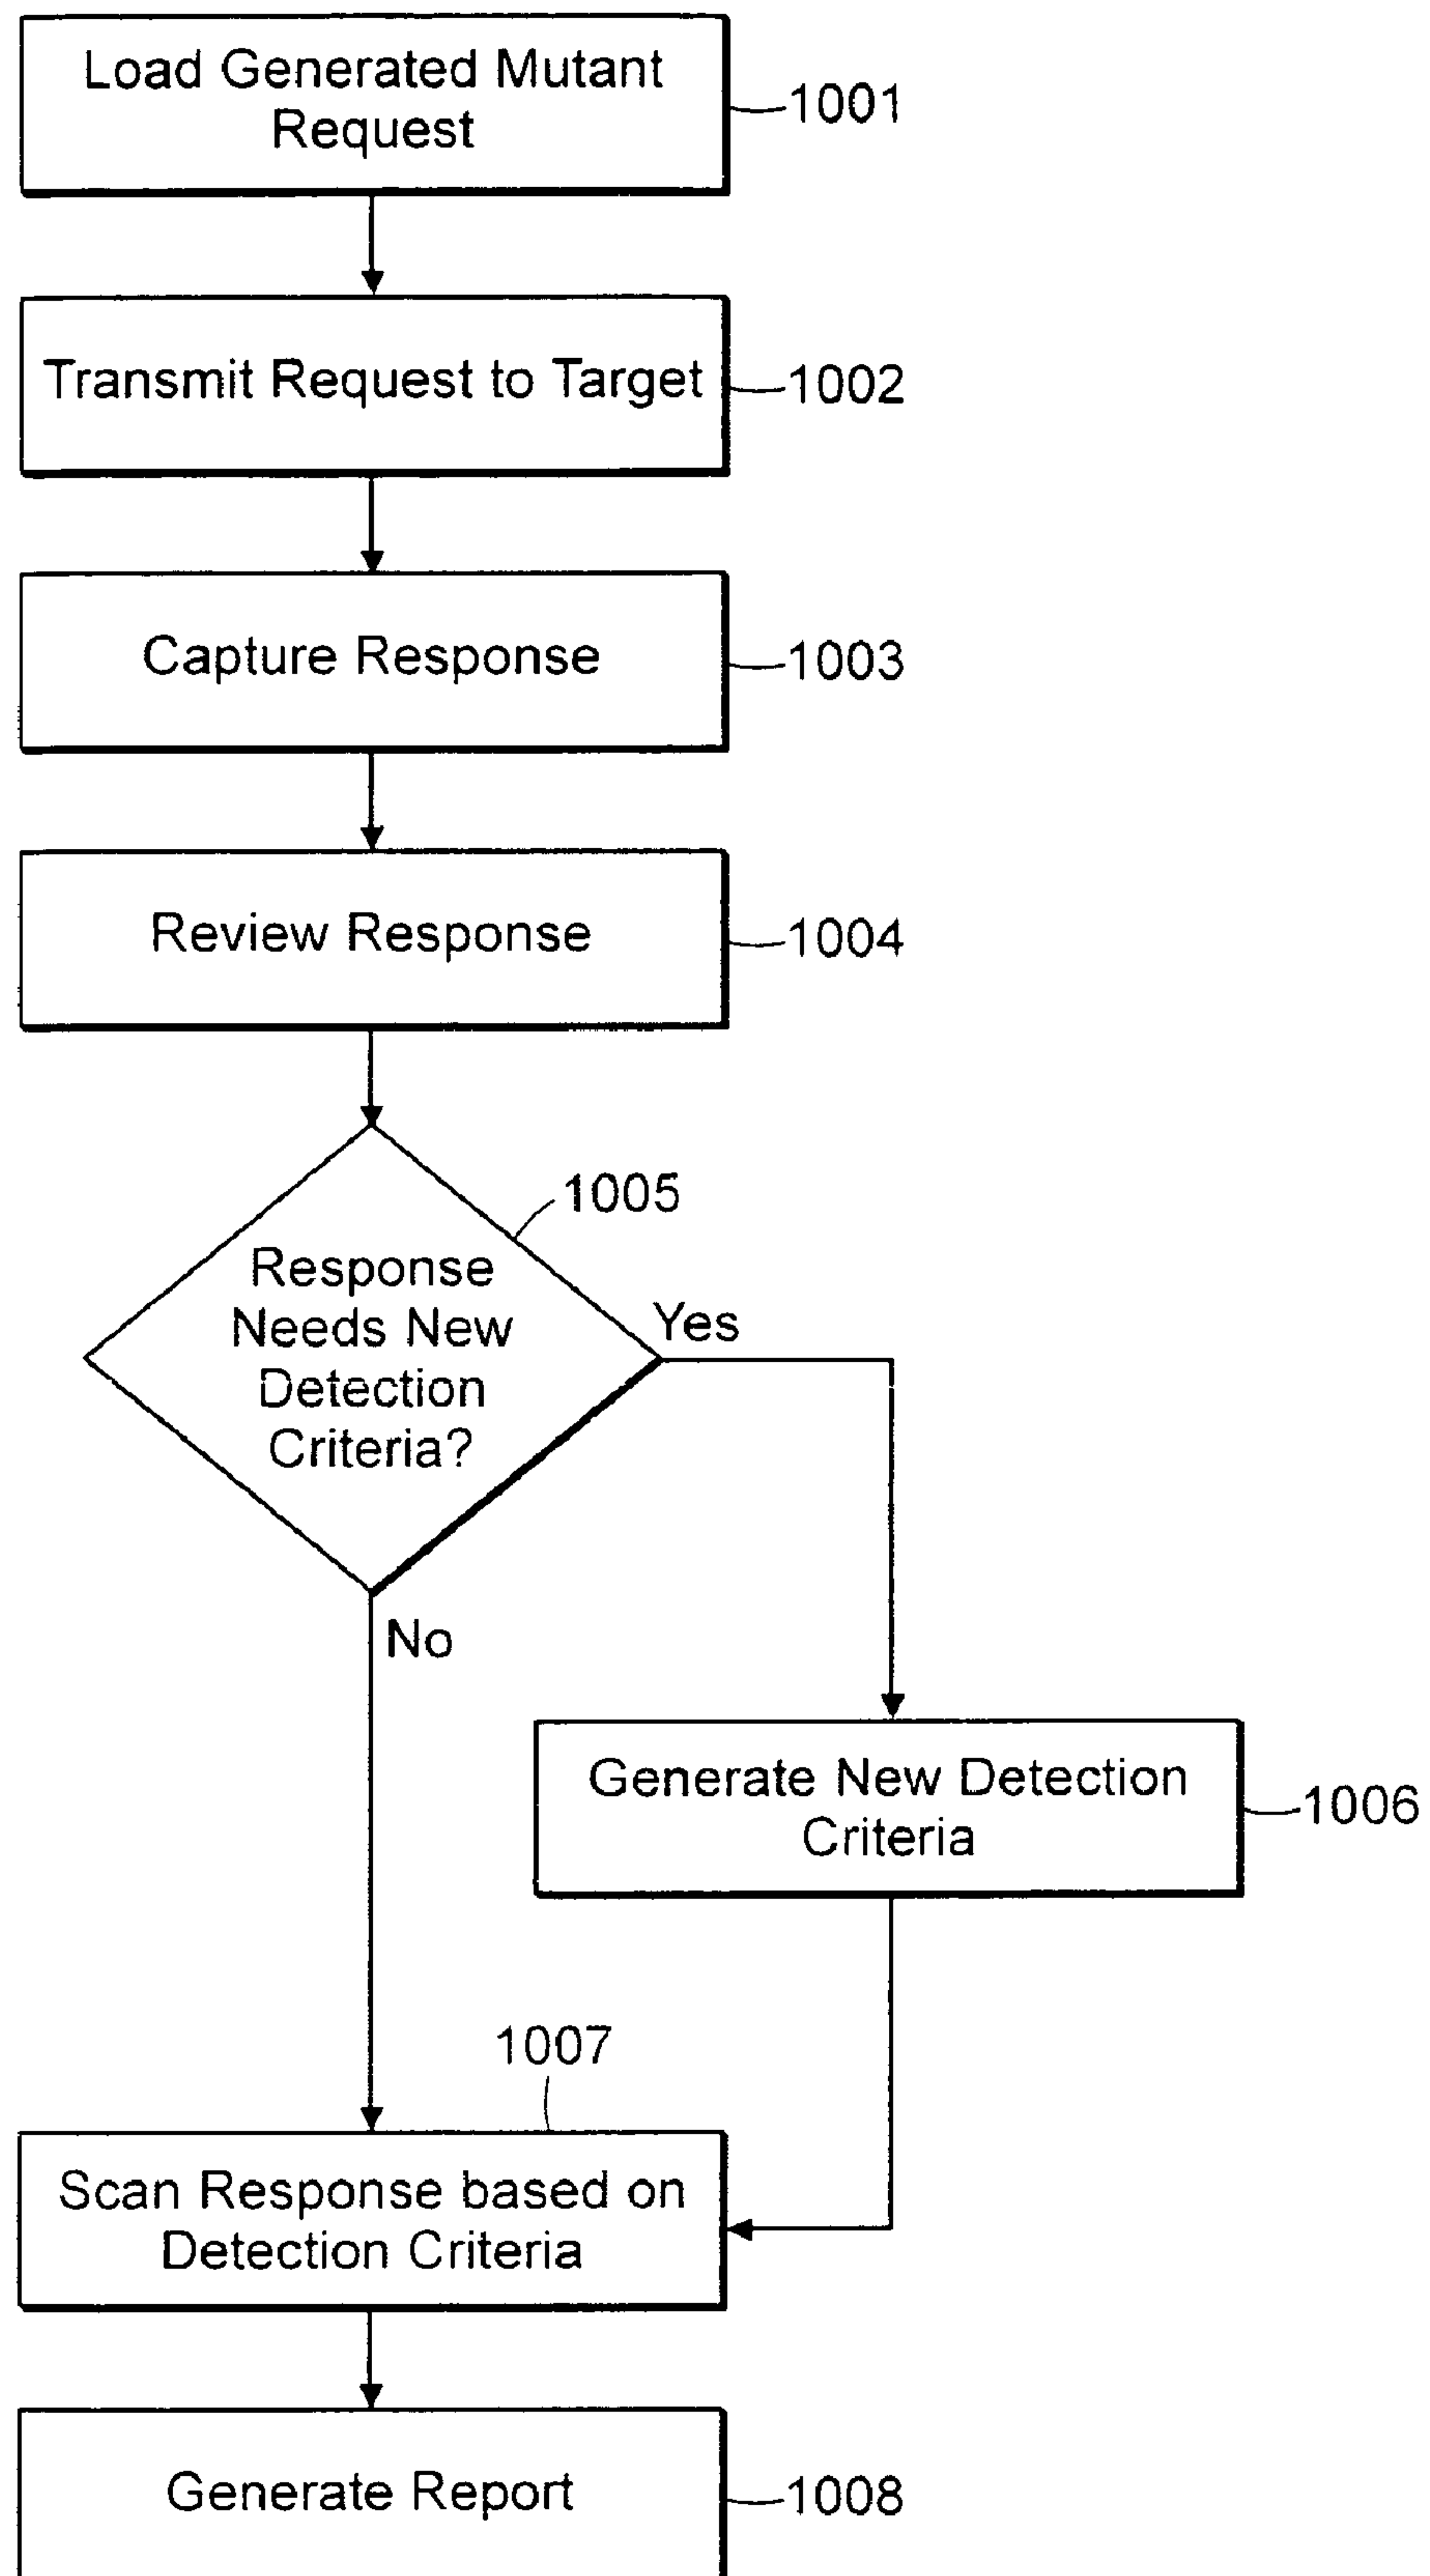 Load Generated Mutant
Request
1001
Transmit Request to Target
1002
Capture Response
1003
Review Response
1004
1005
Response
Needs New
Detection
Criteria?
Yes
No
Generate New Detection
Criteria
1006
1007
Scan Response based on
Detection Criteria
Generate Report
1008